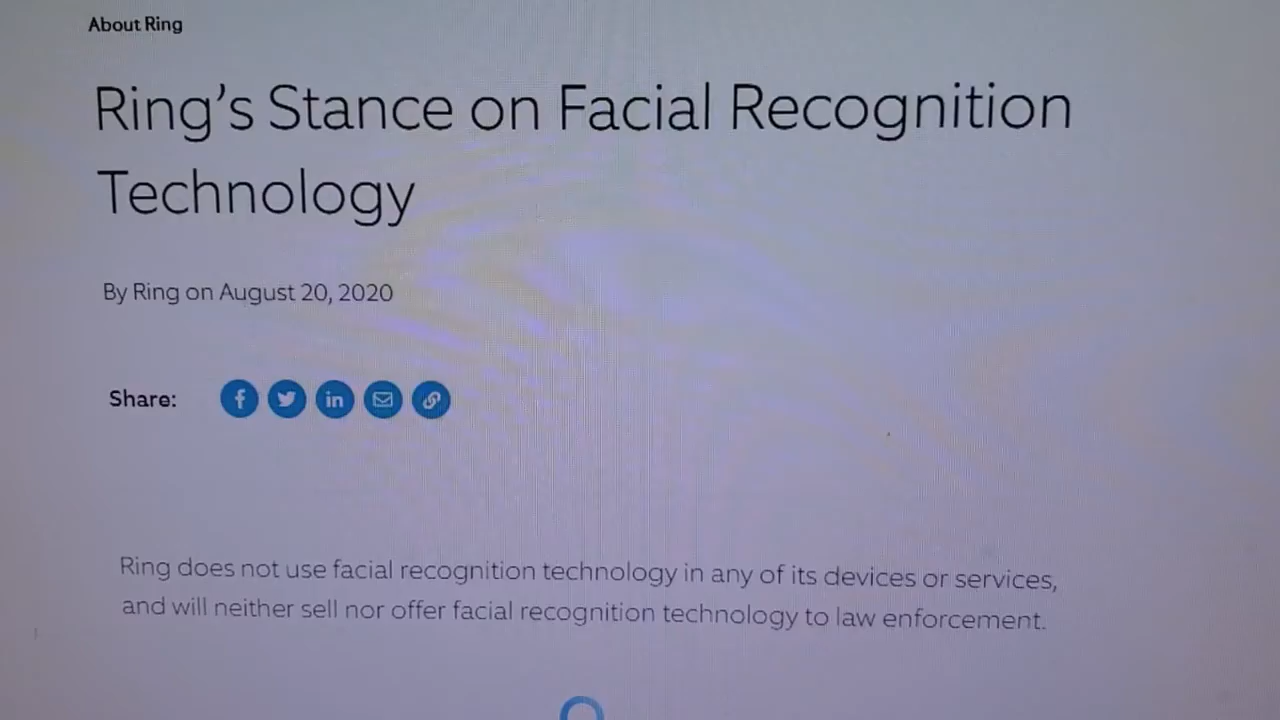 About Ring
Ring's Stance on Facial Recognition
Technology
By Ring on August 20, 2020
Share:
Ring does not use facial recognition technology in any of its devices or services,
and will neither sell nor offer facial recognition technology to law enforcement.